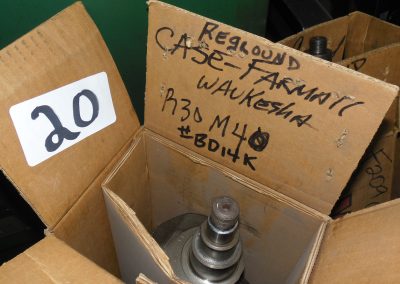 20
REGROUND
CASE-FARMALL
WAUKESHA
R30 M40
#BD14K